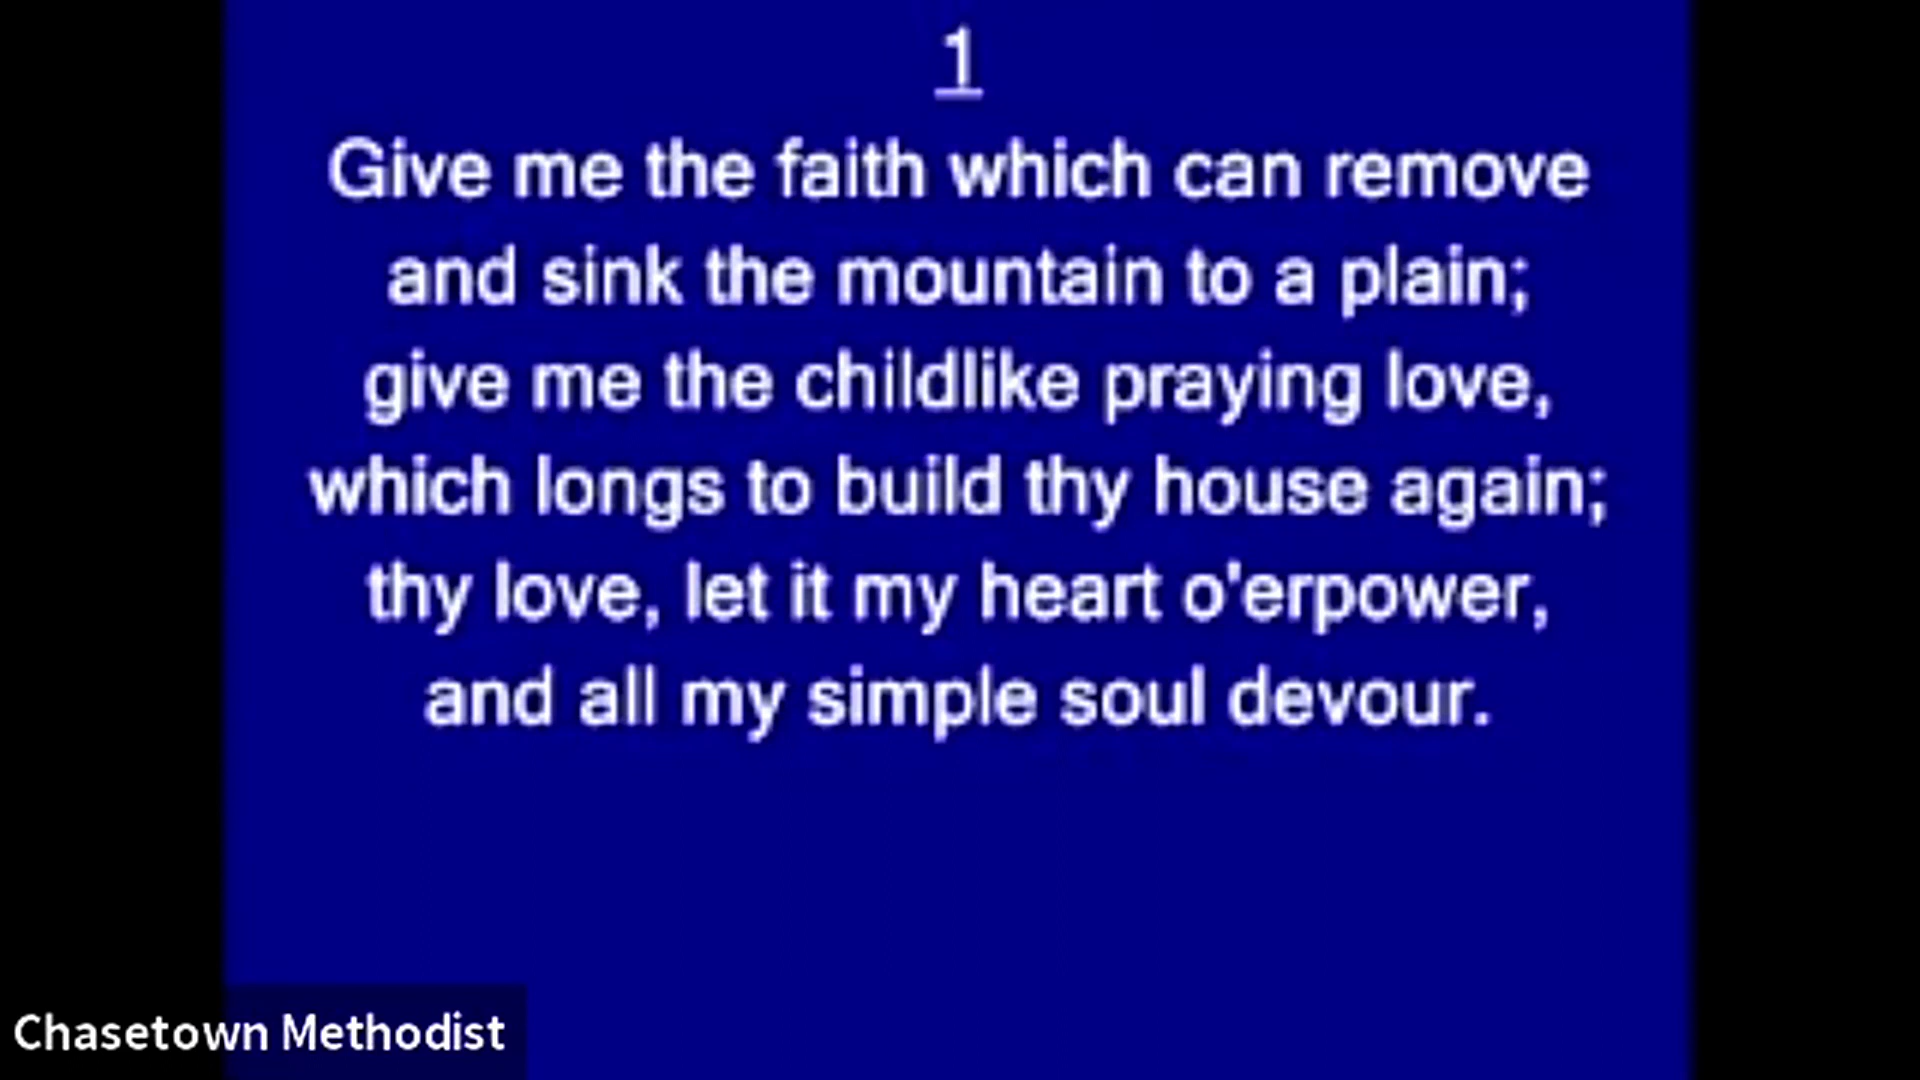 1
Give me the faith which can remove
and sink the mountain to a plain;
give me the childlike praying love,
which longs to build thy house again;
thy love, let it my heart o'erpower,
and all my simple soul devour.
Chasetown Methodist